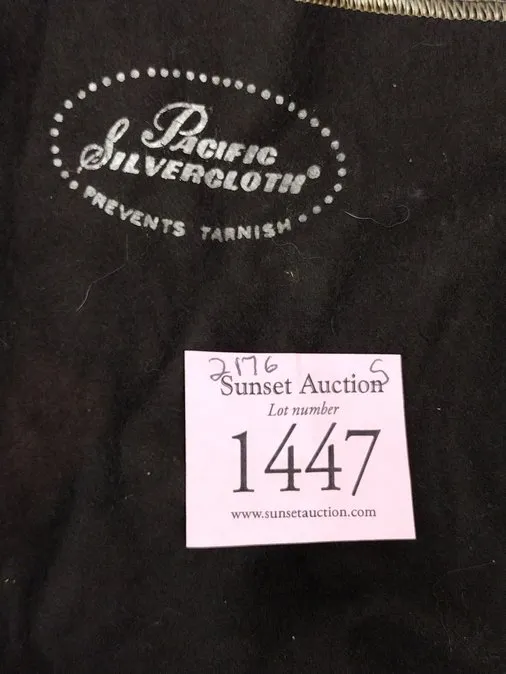 Pacific
Silvercloth®
PREVENTS TARNISH
2176 S
Sunset Auction
Lot number
1447
www.sunsetauction.com